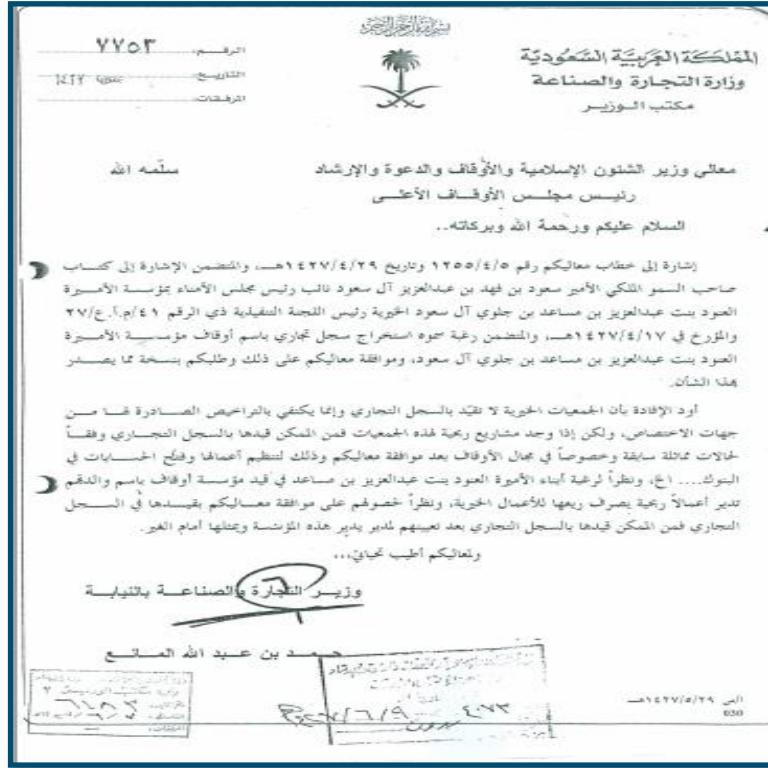 بسم الله الرحمن الرحيم
المملكة العربية السعودية
وزارة التجارة والصناعة
مكتب الوزير
الرقم: ٧٧٥٣
التاريخ:
المرفقات:
معالي وزير الشئون الإسلامية والأوقاف والدعوة والإرشاد سلّمه الله
رئيس مجلس الأوقاف الأعلى
السلام عليكم ورحمة الله وبركاته..
إشارة إلى خطاب معاليكم رقم ١٢٥٥/٤/٥ وتاريخ ١٤٢٧/٤/٢٩هـ، والمتضمن الإشارة إلى كتاب
صاحب السمو الملكي الأمير سعود بن فهد بن عبدالعزيز آل سعود نائب رئيس مجلس الأمناء بمؤسسة الأميرة
العنود بنت عبدالعزيز بن مساعد بن جلوي آل سعود الخيرية رئيس اللجنة التنفيذية ذي الرقم ٤١/م.أ.ع/٢٧
والمؤرخ في ١٤٢٧/٤/١٧هـ، والمتضمن رغبة سموه استخراج سجل تجاري باسم أوقاف مؤسسة الأميرة
العنود بنت عبدالعزيز بن مساعد بن جلوي آل سعود، وموافقة معاليكم على ذلك وطلبكم بنسخة مما يصدر
بهذا الشأن.
أود الإفادة بأن الجمعيات الخيرية لا تقيّد بالسجل التجاري وإنما يكتفي بالتراخيص الصادرة لها من
جهات الاختصاص، ولكن إذا وجد مشاريع ربحية لهذه الجمعيات فمن الممكن قيدها بالسجل التجاري وفقاً
لحالات مماثلة سابقة وخصوصاً في مجال الأوقاف بعد موافقة معاليكم وذلك لتنظيم أعمالها وفتح الحسابات في
البنوك.... الخ، ونظراً لرغبة أبناء الأميرة العنود بنت عبدالعزيز بن مساعد في قيد مؤسسة أوقاف باسم والدتهم
تدير أعمالاً ربحية يصرف ريعها للأعمال الخيرية، ونظراً لحصولهم على موافقة معاليكم بقيدها في السجل
التجاري فمن الممكن قيدها بالسجل التجاري بعد تعيينهم لمدير يدير هذه المؤسسة ويمثلها أمام الغير.
ولمعاليكم أطيب تحياتي،،،
وزير التجارة والصناعة بالنيابة
حمد بن عبد الله المانع
٤٠٧٣
١٤٢٧/٥/٢٩هـ
030